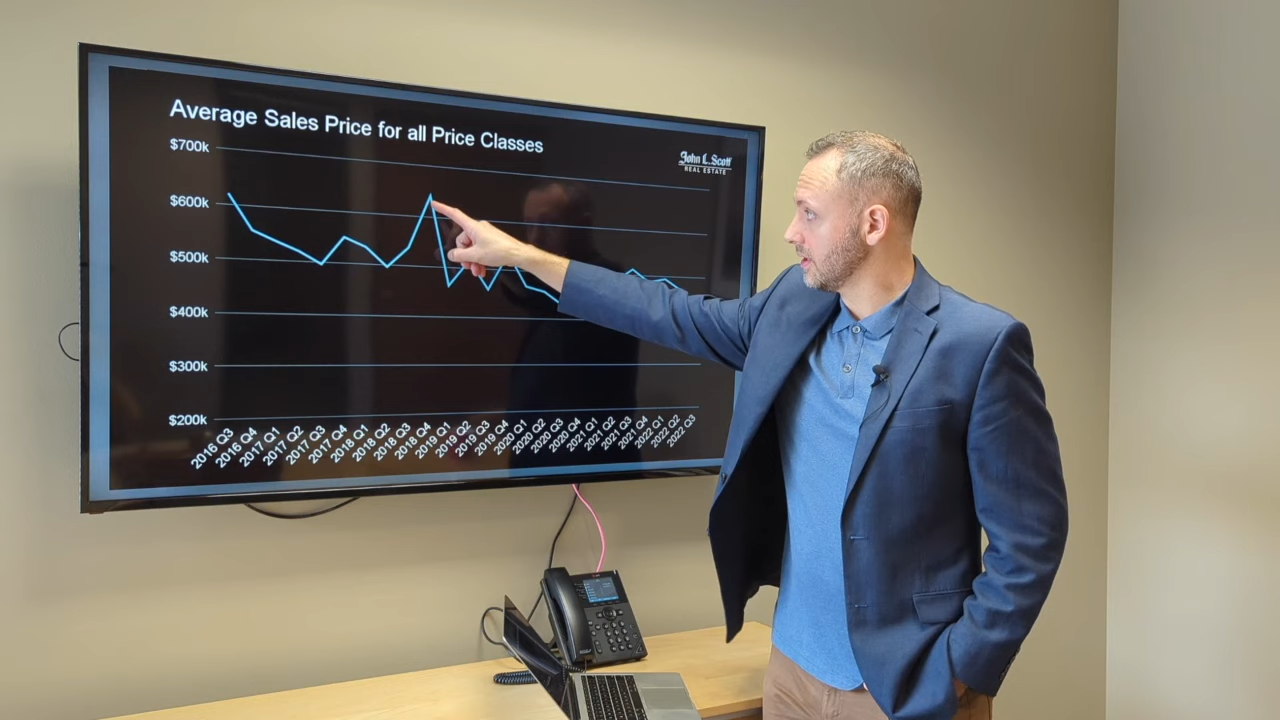 Average Sales Price for all Price Classes
John L. Scott
REAL ESTATE
$700k
$600k
$500k
$400k
$300k
$200k
2016 Q3
2016 Q4
2017 Q1
2017 Q2
2017 Q3
2017 Q4
2018 Q1
2018 Q2
2018 Q3
2018 Q4
2019 Q1
2019 Q2
2019 Q3
2019 Q4
2020 Q1
2020 Q2
2020 Q3
2020 Q4
2021 Q1
2021 Q2
2021 Q3
2021 Q4
2022 Q1
2022 Q2
2022 Q3